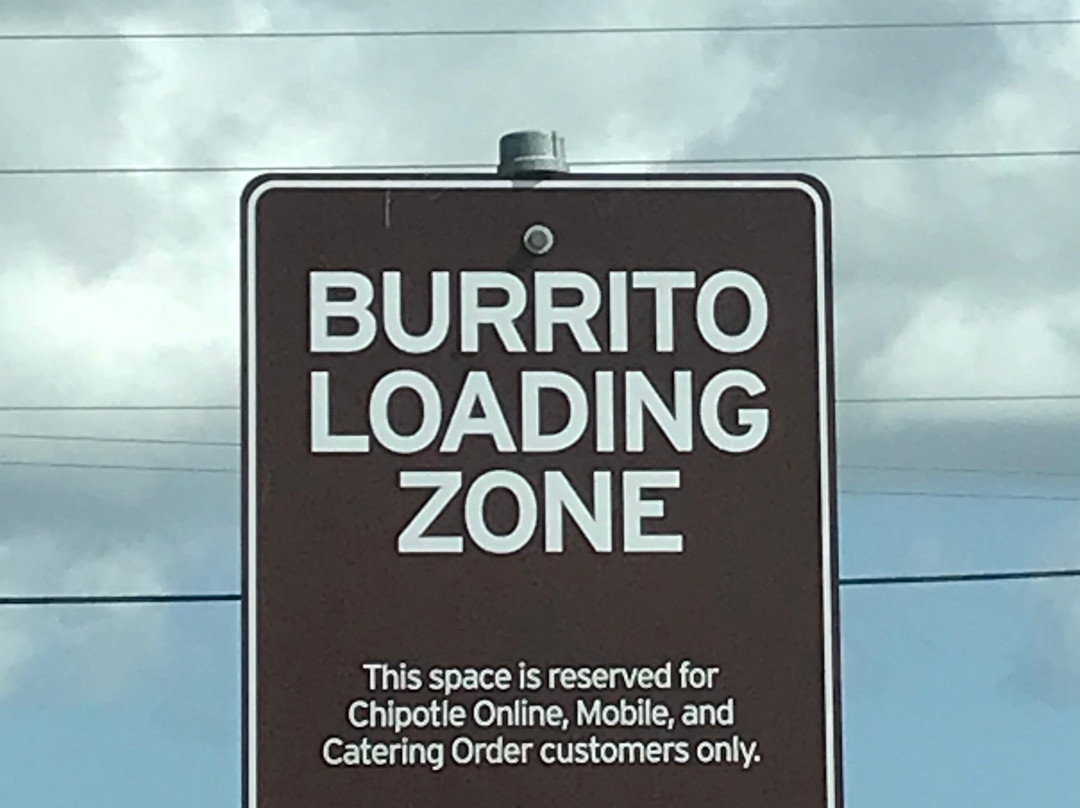 BURRITO
LOADING
ZONE
This space is reserved for
Chipotle Online, Mobile, and
Catering Order customers only.